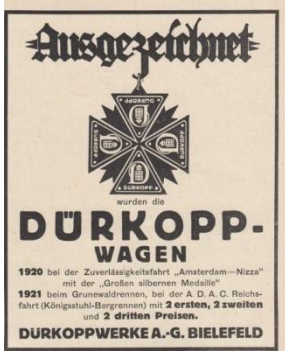 Ausgezeichnet
DÜRKOPP
DÜRKOPP
DÜRKOPP
DÜRKOPP
D
D
D
D
wurden die
DÜRKOPP-
WAGEN
1920 bei der Zuverlässigkeitsfahrt „Amsterdam—Nizza"
mit der „Großen silbernen Medaille"
1921 beim Grunewaldrennen, bei der A. D. A. C. Reichs-
fahrt (Königsstuhl-Bergrennen) mit 2 ersten, 2 zweiten
und 2 dritten Preisen.
DÜRKOPPWERKE A.-G. BIELEFELD